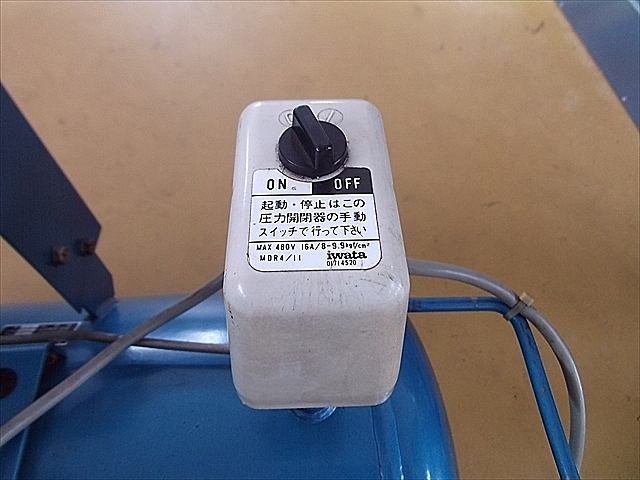 ON OFF
起動・停止はこの
圧力開閉器の手動
スイッチで行って下さい
MAX 480V 16A/8-9.9kgf/cm²
MDR4/11 iwata
01714520